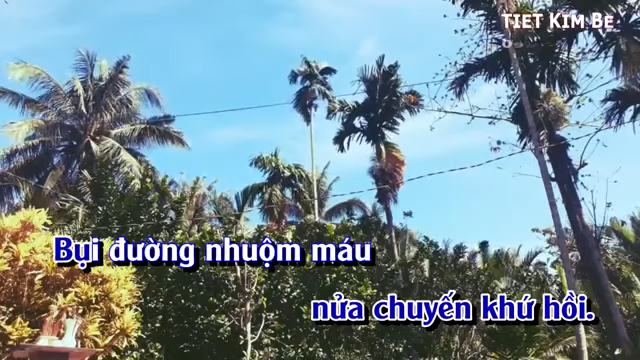 TIET KIM BE
Bụi đường nhuộm máu
nửa chuyến khứ hồi.